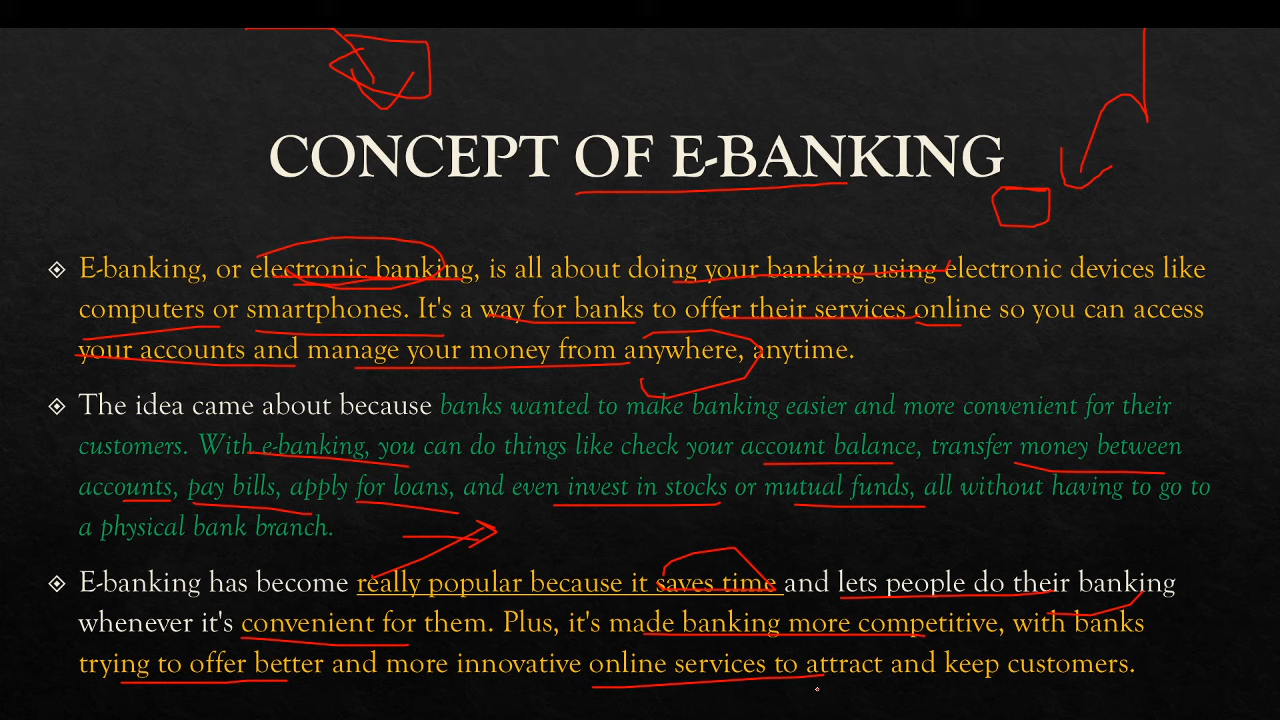 CONCEPT OF E-BANKING
E-banking, or electronic banking, is all about doing your banking using electronic devices like
computers or smartphones. It's a way for banks to offer their services online so you can access
your accounts and manage your money from anywhere, anytime.
The idea came about because banks wanted to make banking easier and more convenient for their
customers. With e-banking, you can do things like check your account balance, transfer money between
accounts, pay bills, apply for loans, and even invest in stocks or mutual funds, all without having to go to
a physical bank branch.
E-banking has become really popular because it saves time and lets people do their banking
whenever it's convenient for them. Plus, it's made banking more competitive, with banks
trying to offer better and more innovative online services to attract and keep customers.